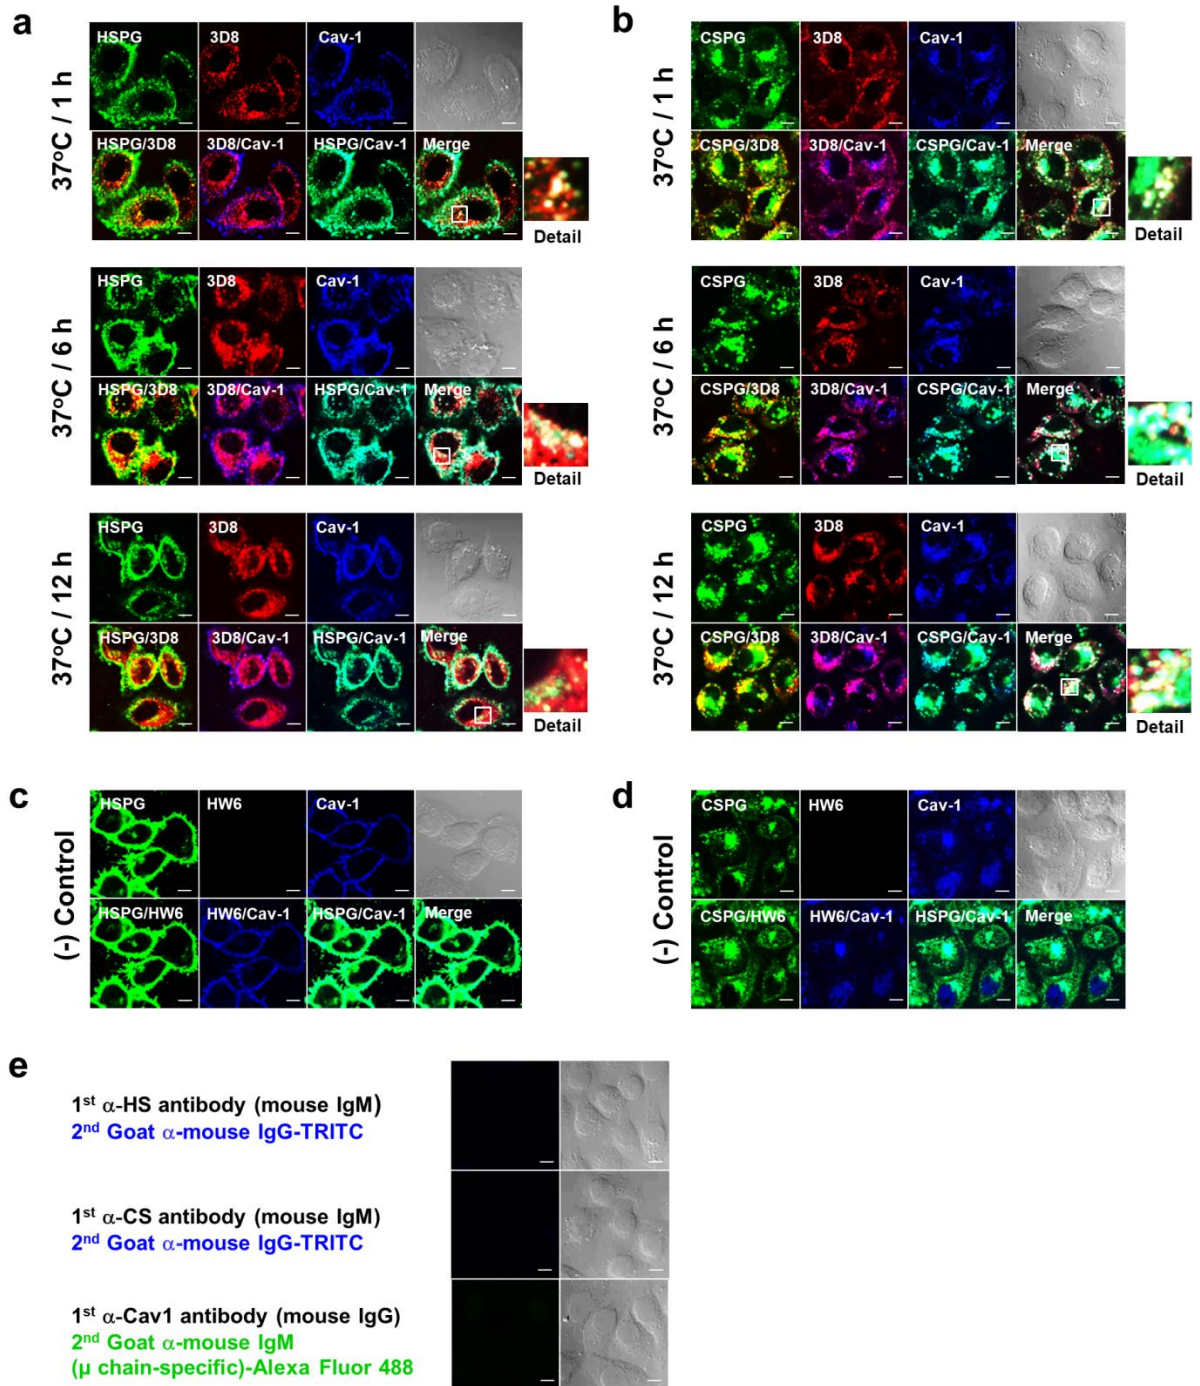 a
37°C / 1 h
HSPG 3D8 Cav-1
HSPG/3D8 3D8/Cav-1 HSPG/Cav-1 Merge
Detail
37°C / 6 h
HSPG 3D8 Cav-1
HSPG/3D8 3D8/Cav-1 HSPG/Cav-1 Merge
Detail
37°C / 12 h
HSPG 3D8 Cav-1
HSPG/3D8 3D8/Cav-1 HSPG/Cav-1 Merge
Detail
b
37°C / 1 h
CSPG 3D8 Cav-1
CSPG/3D8 3D8/Cav-1 CSPG/Cav-1 Merge
Detail
37°C / 6 h
CSPG 3D8 Cav-1
CSPG/3D8 3D8/Cav-1 CSPG/Cav-1 Merge
Detail
37°C / 12 h
CSPG 3D8 Cav-1
CSPG/3D8 3D8/Cav-1 CSPG/Cav-1 Merge
Detail
c
(-) Control
HSPG HW6 Cav-1
HSPG/HW6 HW6/Cav-1 HSPG/Cav-1 Merge
d
(-) Control
CSPG HW6 Cav-1
CSPG/HW6 HW6/Cav-1 HSPG/Cav-1 Merge
e
1st α-HS antibody (mouse IgM)
2nd Goat α-mouse IgG-TRITC
1st α-CS antibody (mouse IgM)
2nd Goat α-mouse IgG-TRITC
1st α-Cav1 antibody (mouse IgG)
2nd Goat α-mouse IgM
(μ chain-specific)-Alexa Fluor 488